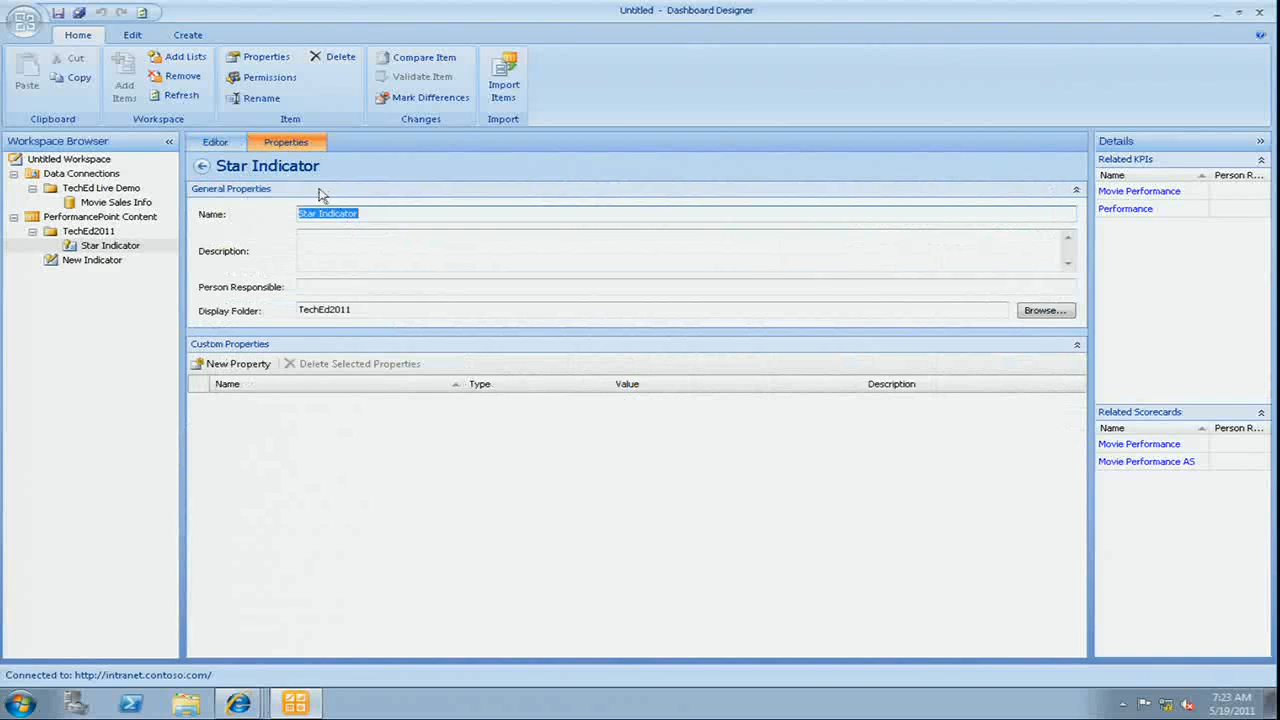 Untitled - Dashboard Designer
Home Edit Create
Paste
Cut
Copy
Clipboard
Add Items
Add Lists
Remove
Refresh
Workspace
Properties
Permissions
Rename
Delete
Item
Compare Item
Validate Item
Mark Differences
Changes
Import Items
Import
Workspace Browser «
Untitled Workspace
Data Connections
TechEd Live Demo
Movie Sales Info
PerformancePoint Content
TechEd2011
Star Indicator
New Indicator
Editor Properties
Star Indicator
General Properties
Name: Star Indicator
Description:
Person Responsible:
Display Folder: TechEd2011 Browse...
Custom Properties
New Property Delete Selected Properties
Name Type Value Description
Details »
Related KPIs
Name Person R...
Movie Performance
Performance
Related Scorecards
Name Person R...
Movie Performance
Movie Performance AS
Connected to: http://intranet.contoso.com/
7:23 AM
5/19/2011